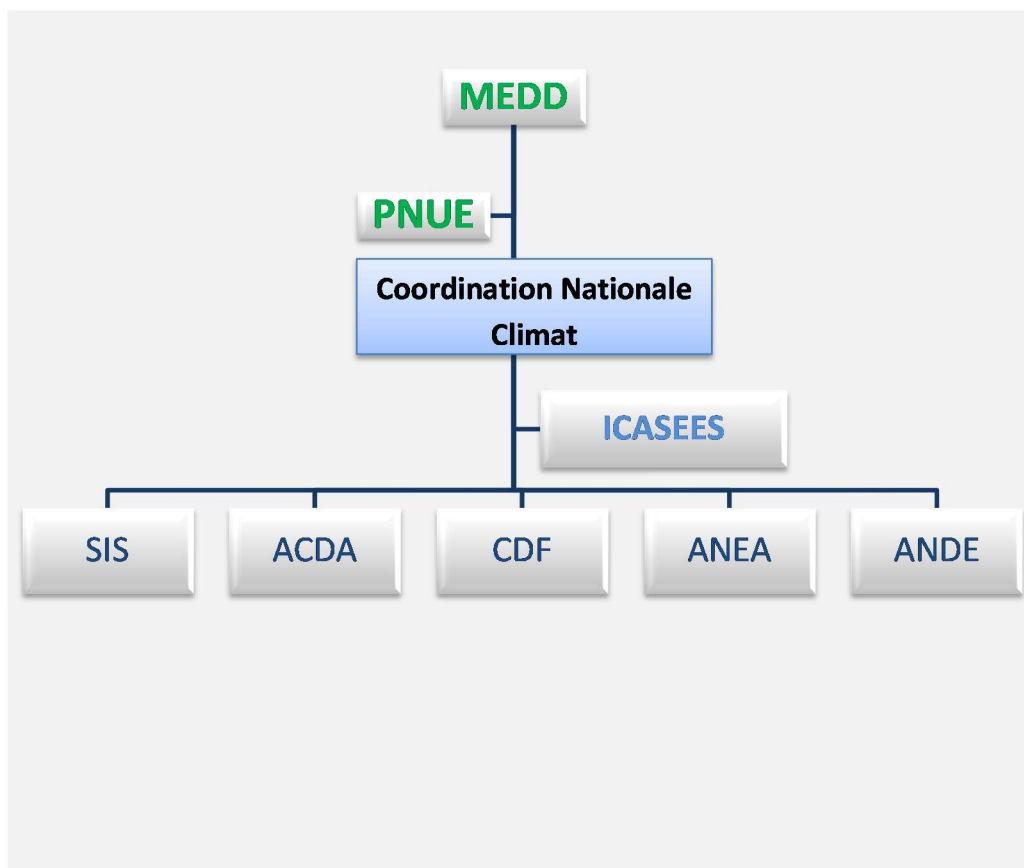 MEDD
PNUE
Coordination Nationale
Climat
ICASEES
SIS
ACDA
CDF
ANEA
ANDE